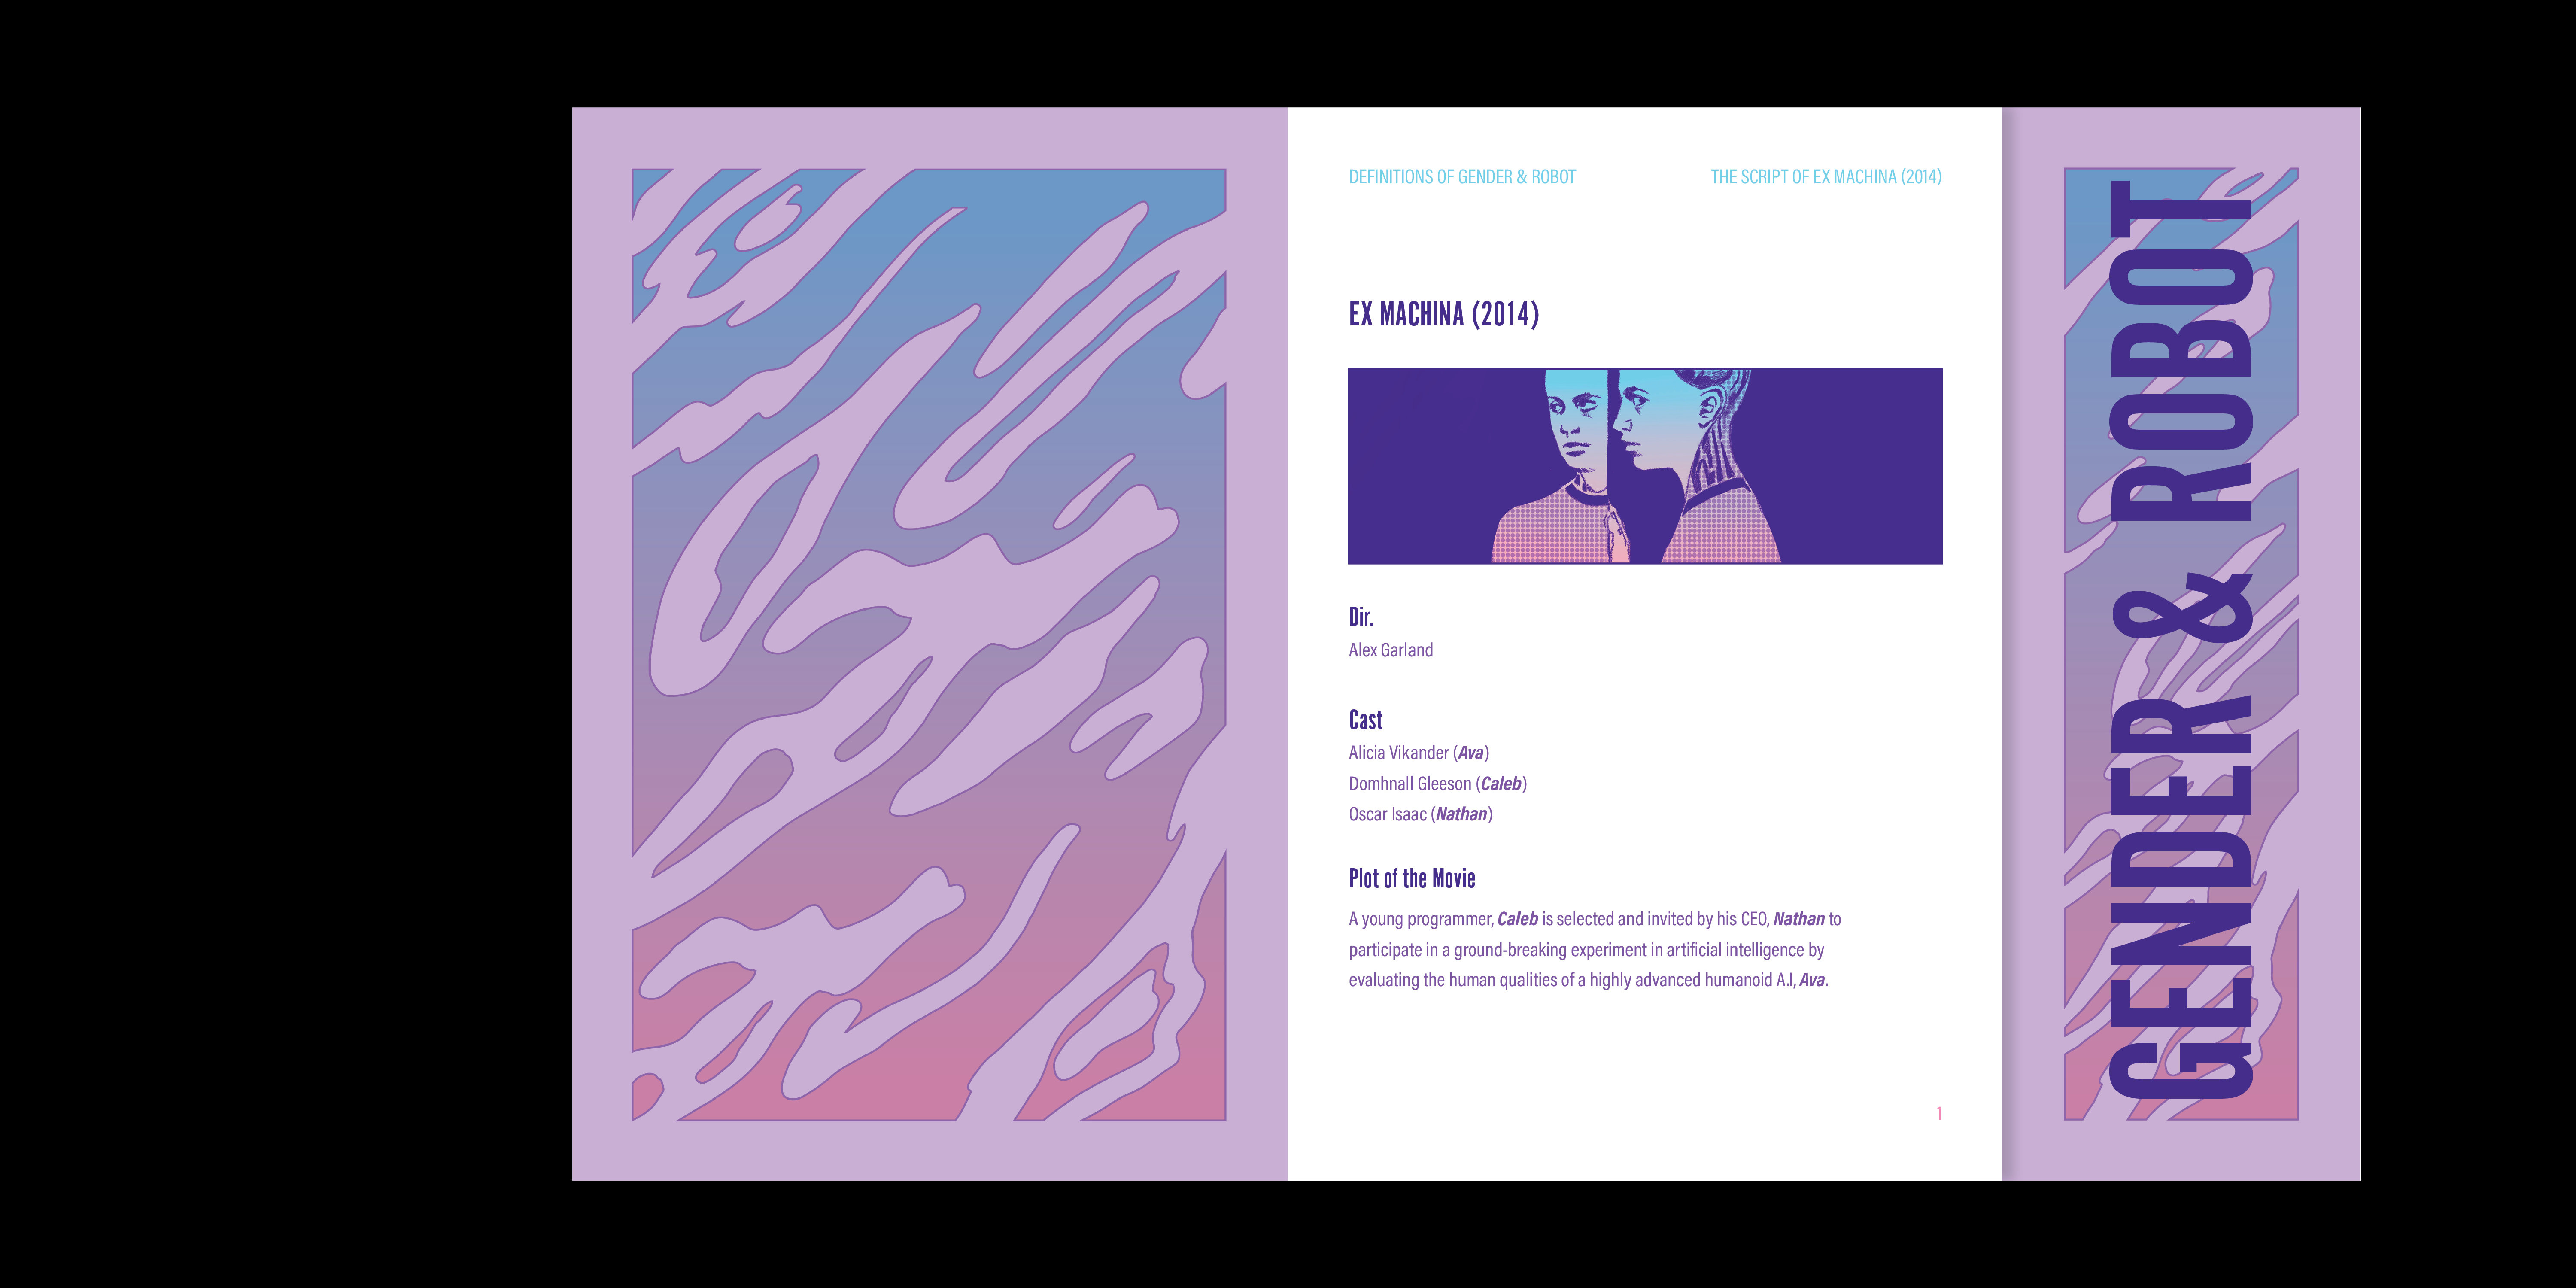 DEFINITIONS OF GENDER & ROBOT
THE SCRIPT OF EX MACHINA (2014)
EX MACHINA (2014)
Dir.
Alex Garland
Cast
Alicia Vikander (Ava)
Domhnall Gleeson (Caleb)
Oscar Isaac (Nathan)
Plot of the Movie
A young programmer, Caleb is selected and invited by his CEO, Nathan to
participate in a ground-breaking experiment in artificial intelligence by
evaluating the human qualities of a highly advanced humanoid A.I, Ava.
1
GENDER & ROBOT